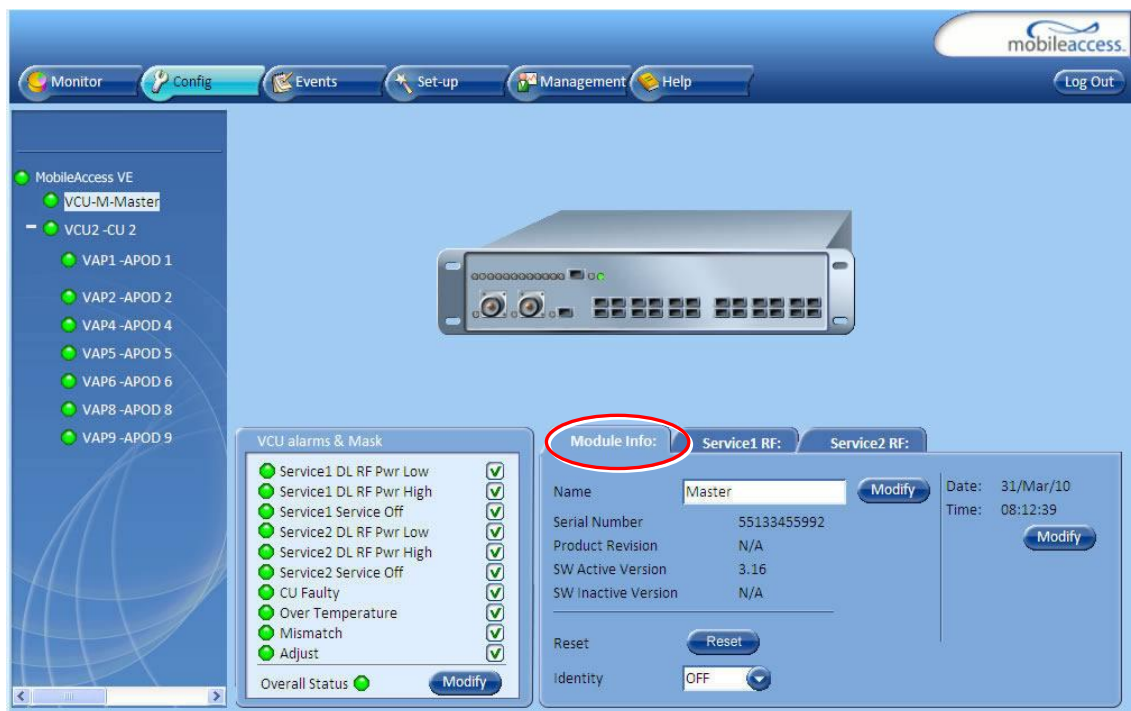 mobileaccess.
Monitor
Config
Events
Set-up
Management
Help
Log Out
MobileAccess VE
VCU-M-Master
VCU2 -CU 2
VAP1 -APOD 1
VAP2 -APOD 2
VAP4 -APOD 4
VAP5 -APOD 5
VAP6 -APOD 6
VAP8 -APOD 8
VAP9 -APOD 9
VCU alarms & Mask
Service1 DL RF Pwr Low
Service1 DL RF Pwr High
Service1 Service Off
Service2 DL RF Pwr Low
Service2 DL RF Pwr High
Service2 Service Off
CU Faulty
Over Temperature
Mismatch
Adjust
Overall Status
Modify
Module Info:
Service1 RF:
Service2 RF:
Name Master Modify
Serial Number 55133455992
Product Revision N/A
SW Active Version 3.16
SW Inactive Version N/A
Reset Reset
Identity OFF
Date: 31/Mar/10
Time: 08:12:39
Modify